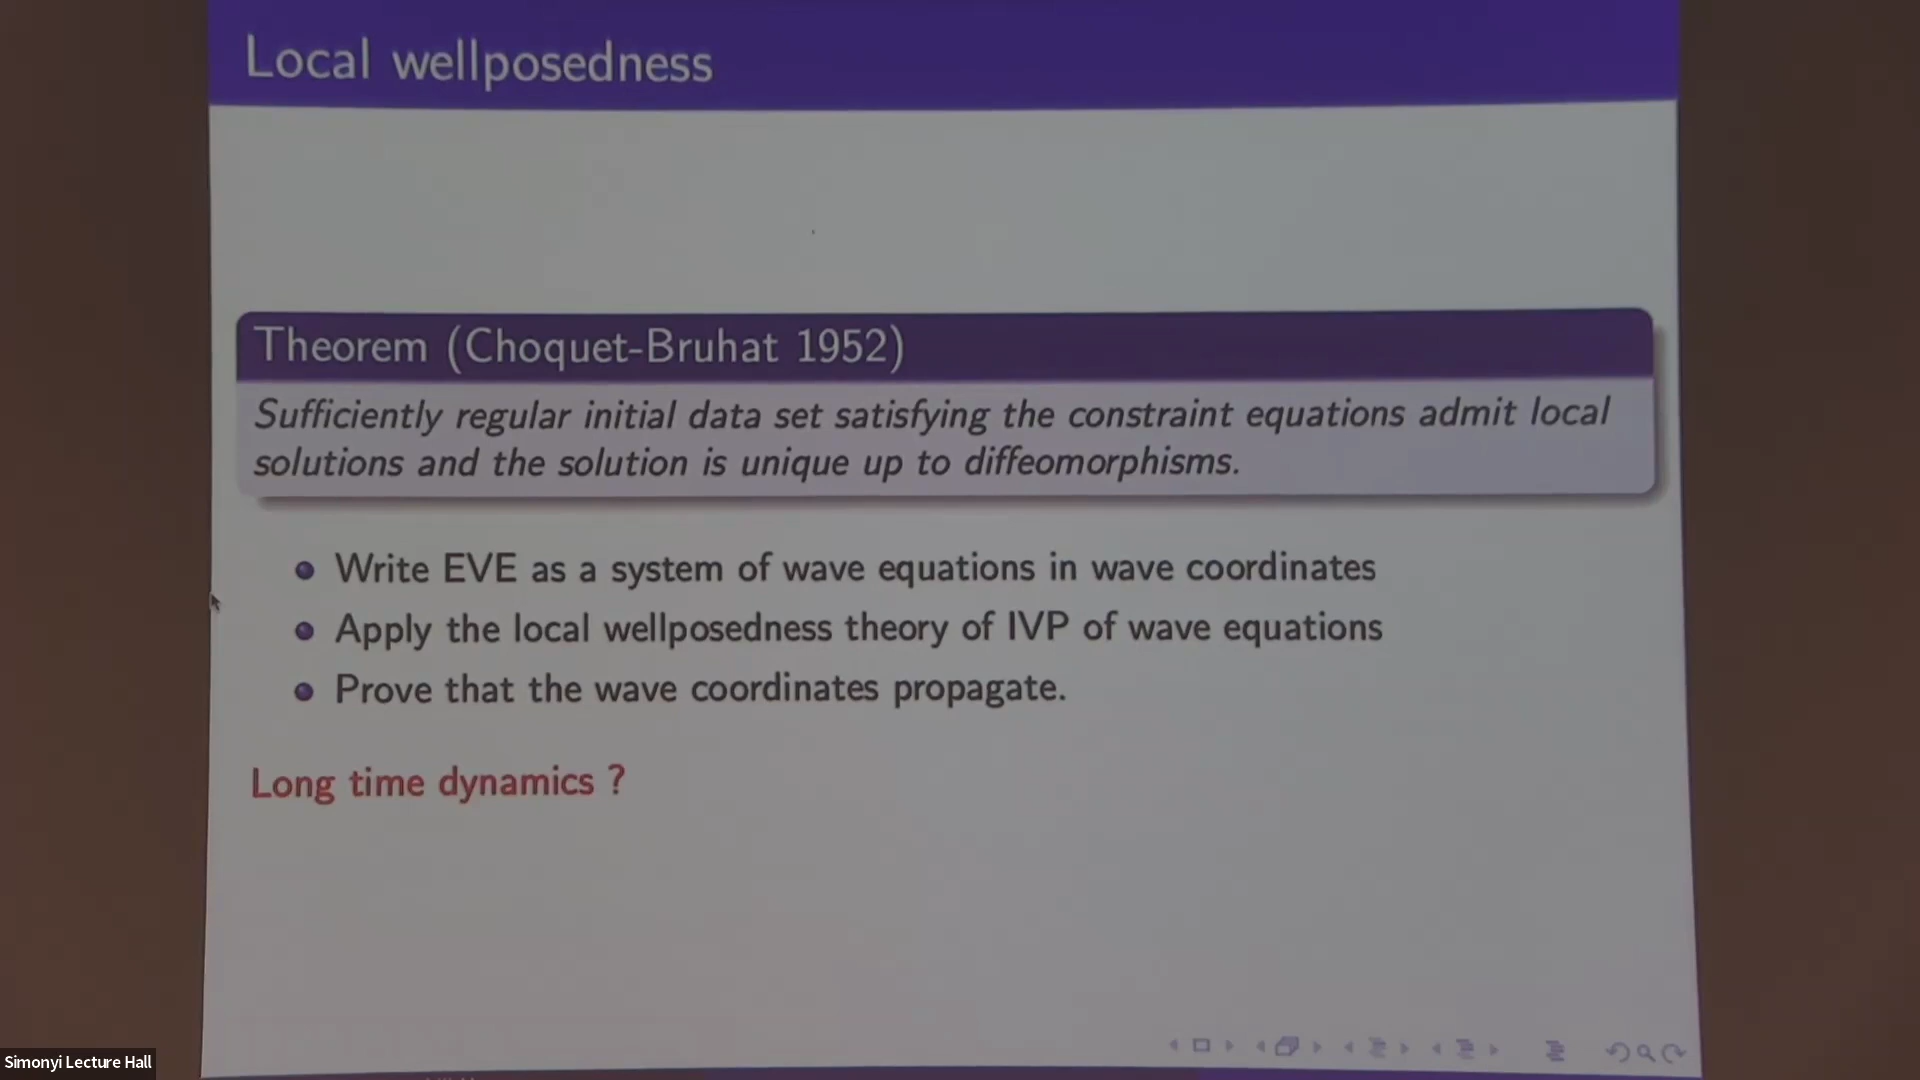 Local wellposedness
Theorem (Choquet-Bruhat 1952)
Sufficiently regular initial data set satisfying the constraint equations admit local
solutions and the solution is unique up to diffeomorphisms.
Write EVE as a system of wave equations in wave coordinates
Apply the local wellposedness theory of IVP of wave equations
Prove that the wave coordinates propagate.
Long time dynamics ?
Simonyi Lecture Hall